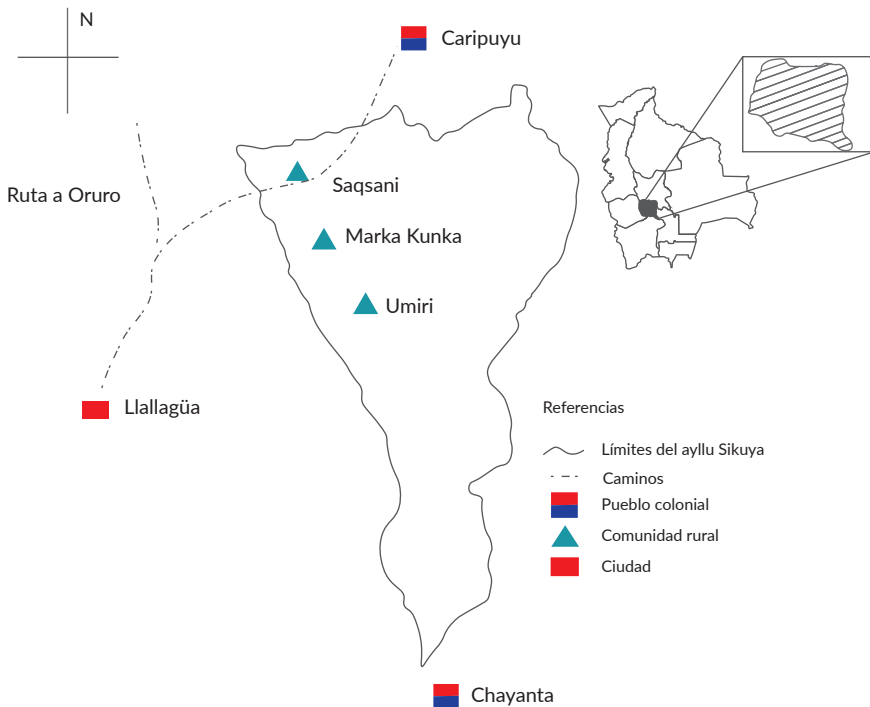 N
Caripuyu
Ruta a Oruro
Saqsani
Marka Kunka
Umiri
Llallagüa
Referencias
Límites del ayllu Sikuya
Caminos
Pueblo colonial
Comunidad rural
Ciudad
Chayanta